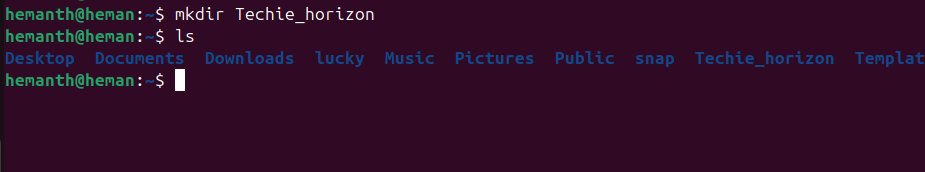 hemanth@heman:~$ mkdir Techie_horizon
hemanth@heman:~$ ls
Desktop Documents Downloads lucky Music Pictures Public snap Techie_horizon Templat
hemanth@heman:~$